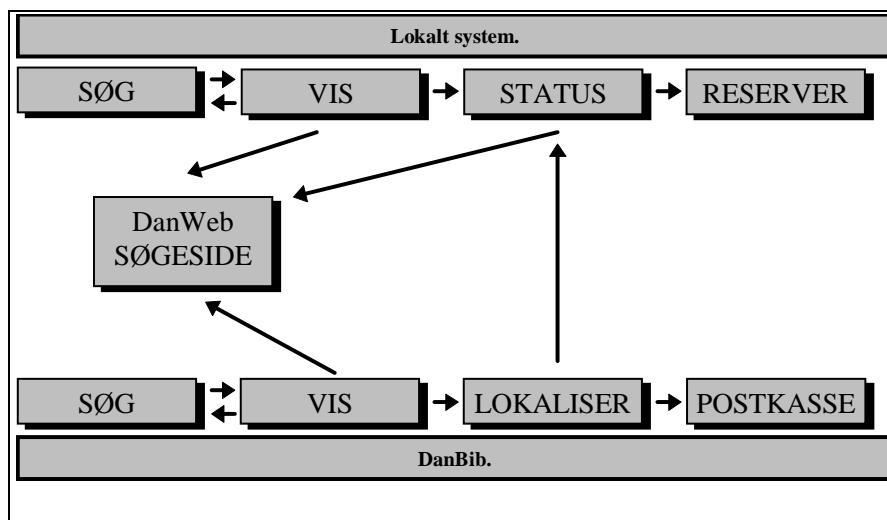 Lokalt system.
SØG
VIS
STATUS
RESERVER
DanWeb
SØGESIDE
SØG
VIS
LOKALISER
POSTKASSE
DanBib.